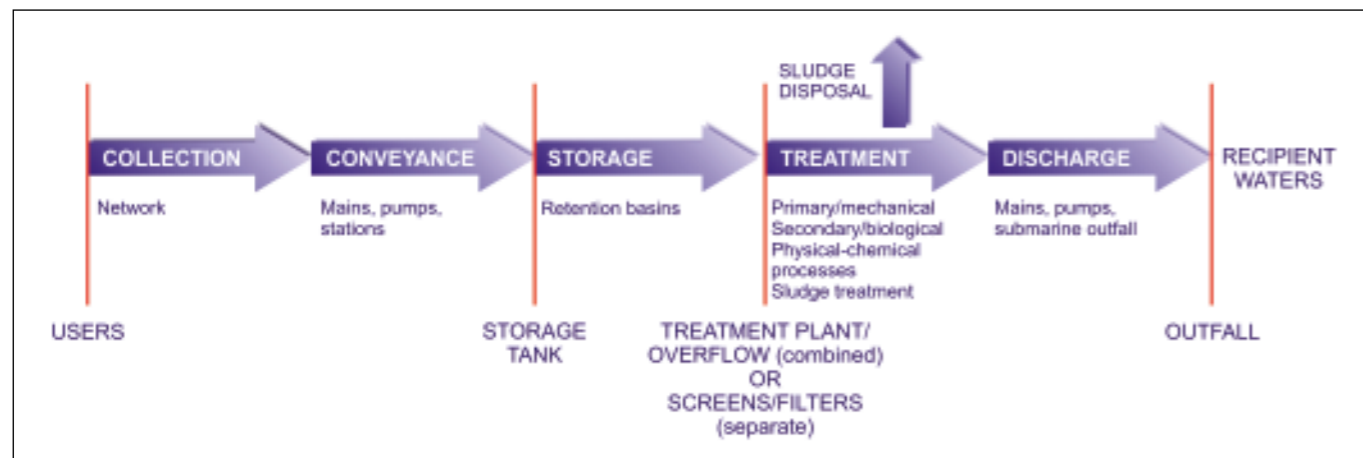 SLUDGE
DISPOSAL
COLLECTION
CONVEYANCE
STORAGE
TREATMENT
DISCHARGE
RECIPIENT
WATERS
Network
Mains, pumps,
stations
Retention basins
Primary/mechanical
Secondary/biological
Physical-chemical
processes
Sludge treatment
Mains, pumps,
submarine outfall
USERS
STORAGE
TANK
TREATMENT PLANT/
OVERFLOW (combined)
OR
SCREENS/FILTERS
(separate)
OUTFALL